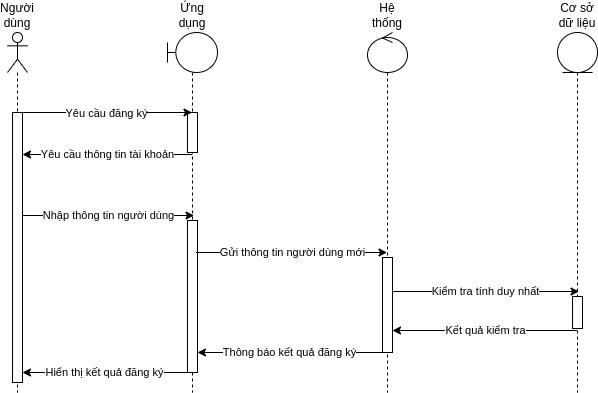 Người
dùng
Ứng
dụng
Hệ
thống
Cơ sở
dữ liệu
Yêu cầu đăng ký
Yêu cầu thông tin tài khoản
Nhập thông tin người dùng
Gửi thông tin người dùng mới
Kiểm tra tính duy nhất
Kết quả kiểm tra
Thông báo kết quả đăng ký
Hiển thị kết quả đăng ký